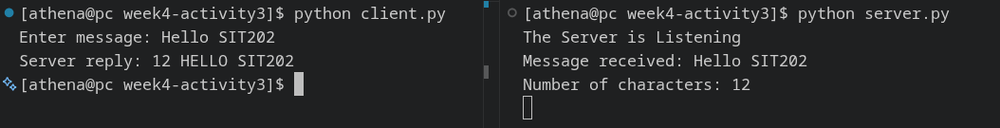 [athena@pc week4-activity3]$ python client.py
Enter message: Hello SIT202
Server reply: 12 HELLO SIT202
[athena@pc week4-activity3]$
[athena@pc week4-activity3]$ python server.py
The Server is Listening
Message received: Hello SIT202
Number of characters: 12